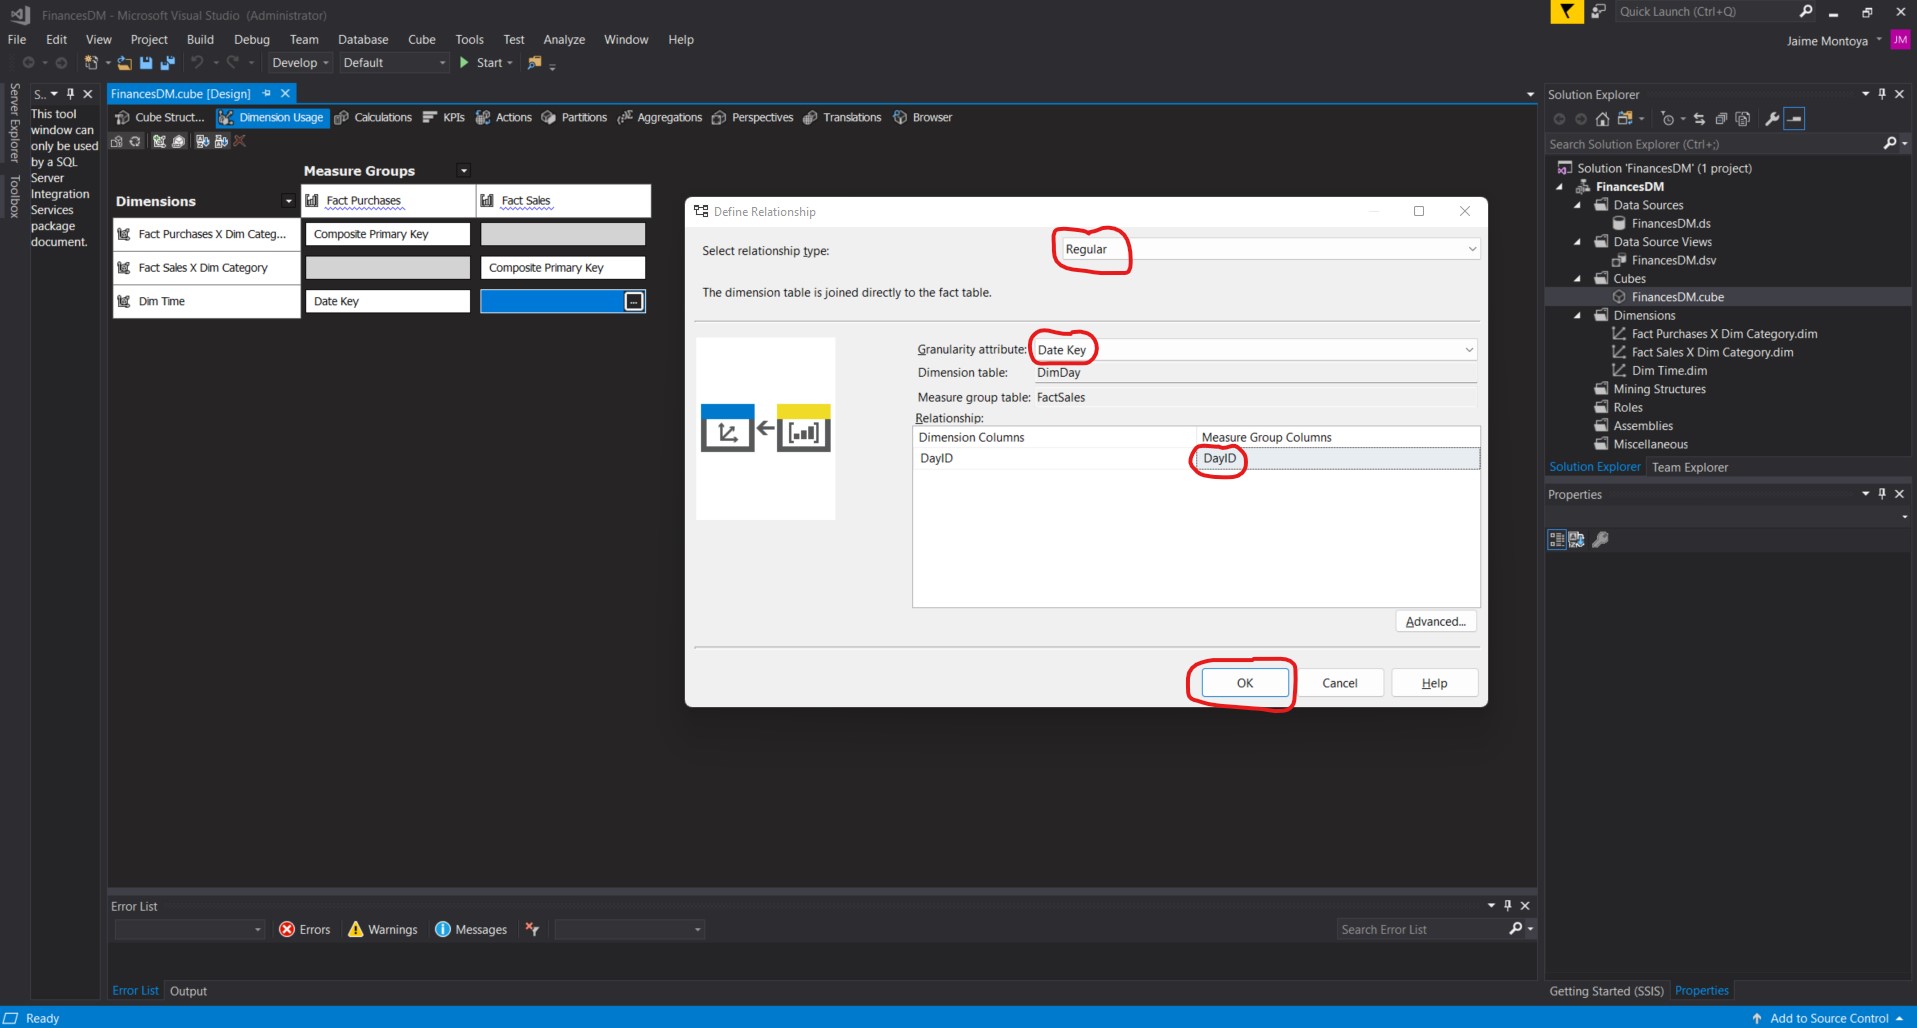 FinancesDM - Microsoft Visual Studio (Administrator)
Quick Launch (Ctrl+Q)
File Edit View Project Build Debug Team Database Cube Tools Test Analyze Window Help
Jaime Montoya JM
Develop Default Start
Server Explorer
Toolbox
S..
This tool
window can
only be used
by a SQL
Server
Integration
Services
package
document.
FinancesDM.cube [Design]
Cube Struct... Dimension Usage Calculations KPIs Actions Partitions Aggregations Perspectives Translations Browser
Measure Groups
Dimensions
Fact Purchases Fact Sales
Fact Purchases X Dim Categ... Composite Primary Key
Fact Sales X Dim Category Composite Primary Key
Dim Time Date Key ...
Define Relationship
Select relationship type: Regular
The dimension table is joined directly to the fact table.
Granularity attribute: Date Key
Dimension table: DimDay
Measure group table: FactSales
Relationship:
Dimension Columns Measure Group Columns
DayID DayID
Advanced...
OK Cancel Help
Solution Explorer
Search Solution Explorer (Ctrl+;)
Solution 'FinancesDM' (1 project)
FinancesDM
Data Sources
FinancesDM.ds
Data Source Views
FinancesDM.dsv
Cubes
FinancesDM.cube
Dimensions
Fact Purchases X Dim Category.dim
Fact Sales X Dim Category.dim
Dim Time.dim
Mining Structures
Roles
Assemblies
Miscellaneous
Solution Explorer Team Explorer
Properties
Error List
Errors Warnings Messages
Search Error List
Error List Output
Getting Started (SSIS) Properties
Ready
Add to Source Control